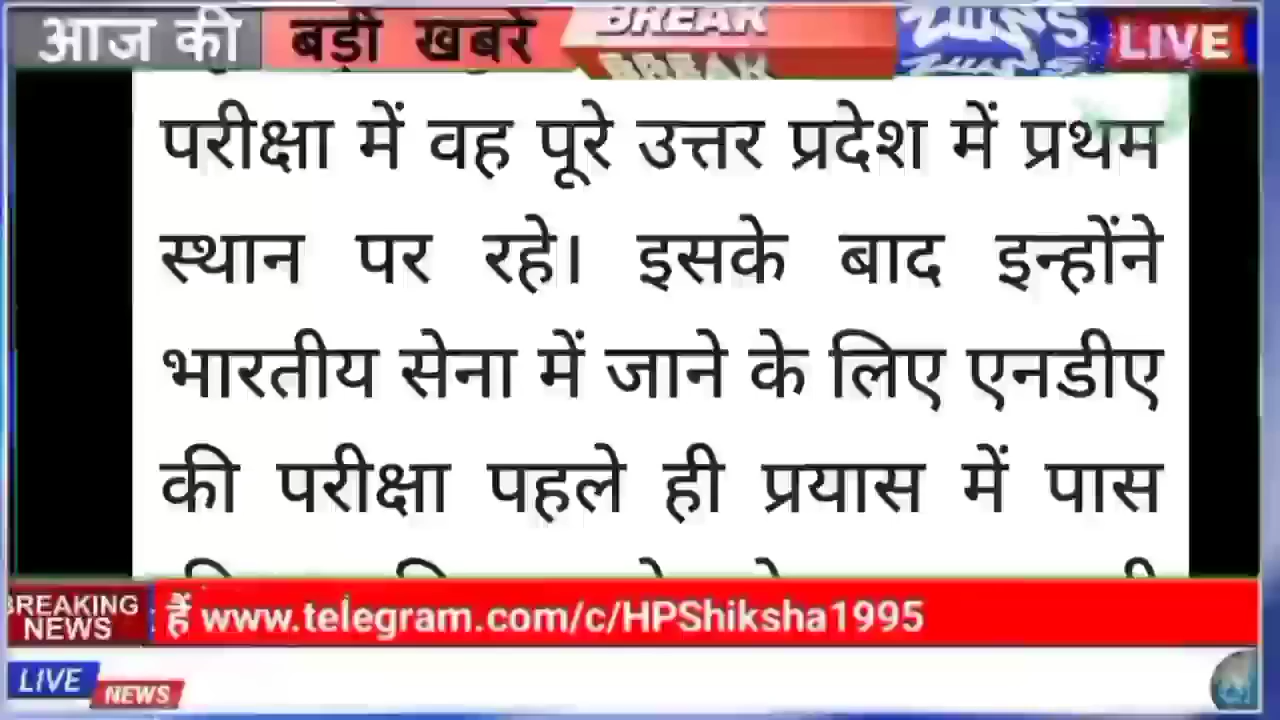 आज की बड़ी खबरे BREAK LIVE
BREAK
परीक्षा में वह पूरे उत्तर प्रदेश में प्रथम
स्थान पर रहे। इसके बाद इन्होंने
भारतीय सेना में जाने के लिए एनडीए
की परीक्षा पहले ही प्रयास में पास
BREAKING NEWS
हैं www.telegram.com/c/HPShiksha1995
LIVE NEWS